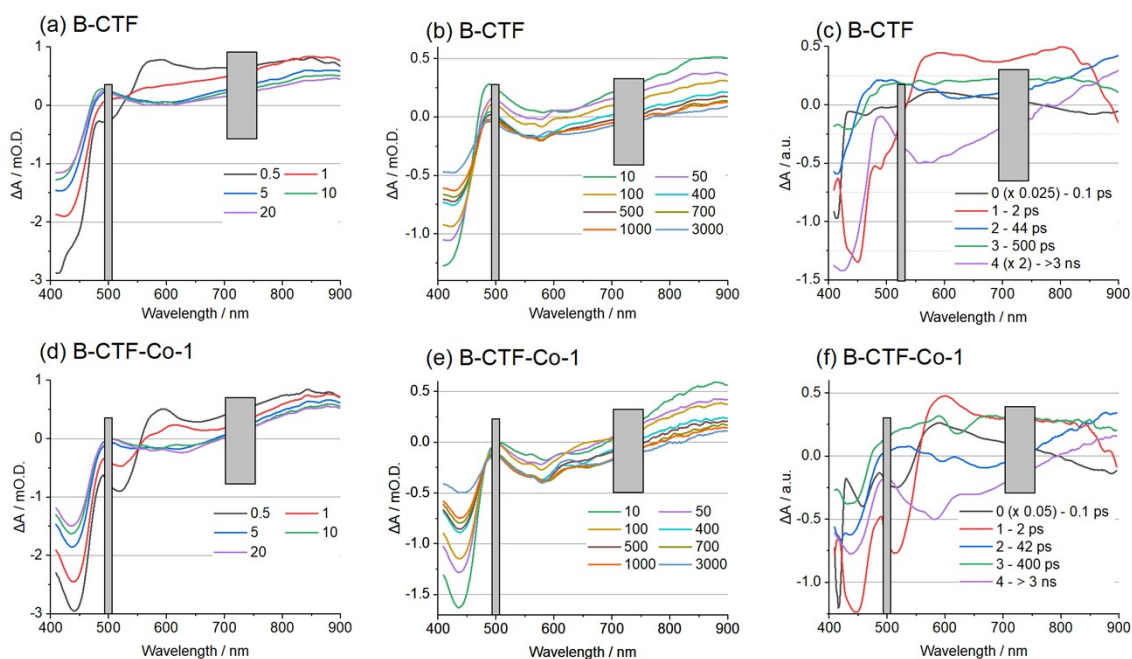 (a) B-CTF
ΔA / mO.D.
1
0
-1
-2
-3
0.5 1
5 10
20
400 500 600 700 800 900
Wavelength / nm
(b) B-CTF
ΔA / mO.D.
0.5
0.0
-0.5
-1.0
10 50
100 400
500 700
1000 3000
400 500 600 700 800 900
Wavelength / nm
(c) B-CTF
ΔA / a.u.
0.5
0.0
-0.5
-1.0
-1.5
0 (x 0.025) - 0.1 ps
1 - 2 ps
2 - 44 ps
3 - 500 ps
4 (x 2) - >3 ns
400 500 600 700 800 900
Wavelength / nm
(d) B-CTF-Co-1
ΔA / mO.D.
1
0
-1
-2
-3
0.5 1
5 10
20
400 500 600 700 800 900
Wavelength / nm
(e) B-CTF-Co-1
ΔA / mO.D.
0.5
0.0
-0.5
-1.0
-1.5
10 50
100 400
500 700
1000 3000
400 500 600 700 800 900
Wavelength / nm
(f) B-CTF-Co-1
ΔA / a.u.
0.5
0.0
-0.5
-1.0
0 (x 0.05) - 0.1 ps
1 - 2 ps
2 - 42 ps
3 - 400 ps
4 - > 3 ns
400 500 600 700 800 900
Wavelength / nm